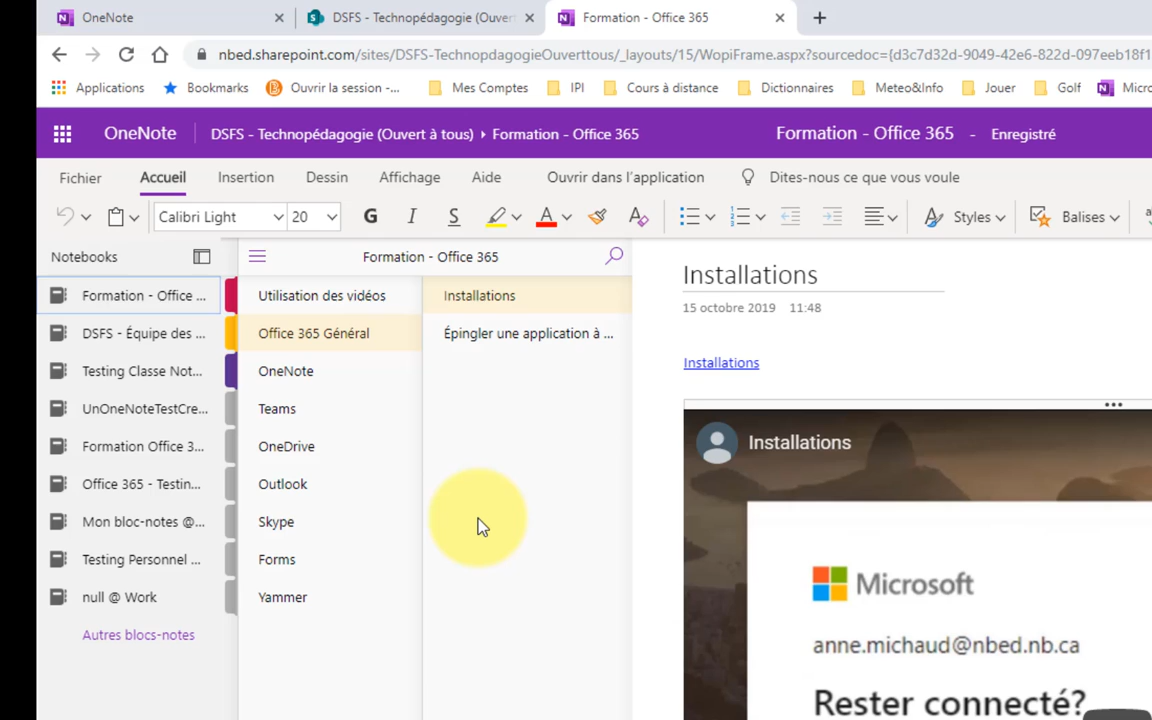 OneNote
DSFS - Technopédagogie (Ouvert
Formation - Office 365
nbed.sharepoint.com/sites/DSFS-TechnopdagogieOuverttous/_layouts/15/WopiFrame.aspx?sourcedoc={d3c7d32d-9049-42e6-822d-097eeb18f1
Applications
Bookmarks
Ouvrir la session -...
Mes Comptes
IPI
Cours à distance
Dictionnaires
Meteo&Info
Jouer
Golf
Micro
OneNote
DSFS - Technopédagogie (Ouvert à tous) ▸ Formation - Office 365
Formation - Office 365 - Enregistré
Fichier
Accueil
Insertion
Dessin
Affichage
Aide
Ouvrir dans l'application
Dites-nous ce que vous voule
Calibri Light
20
G
I
S
A
Styles
Balises
Notebooks
Formation - Office 365
Formation - Office ...
DSFS - Équipe des ...
Testing Classe Not...
UnOneNoteTestCre...
Formation Office 3...
Office 365 - Testin...
Mon bloc-notes @...
Testing Personnel ...
null @ Work
Autres blocs-notes
Utilisation des vidéos
Office 365 Général
OneNote
Teams
OneDrive
Outlook
Skype
Forms
Yammer
Installations
Épingler une application à ...
Installations
15 octobre 2019 11:48
Installations
Installations
Microsoft
anne.michaud@nbed.nb.ca
Rester connecté?